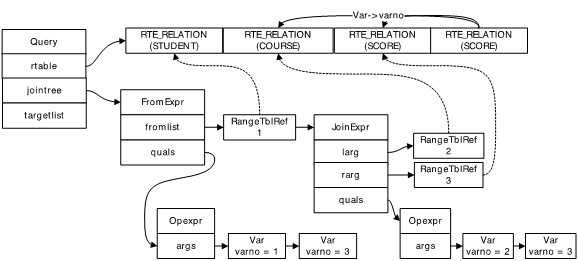 Var->varno
RTE_RELATION
(STUDENT)
RTE_RELATION
(COURSE)
RTE_RELATION
(SCORE)
RTE_RELATION
(SCORE)
Query
rtable
jointree
targetlist
FromExpr
fromlist
quals
RangeTblRef
1
JoinExpr
larg
rarg
quals
RangeTblRef
2
RangeTblRef
3
Opexpr
args
Var
varno = 1
Var
varno = 3
Opexpr
args
Var
varno = 2
Var
varno = 3